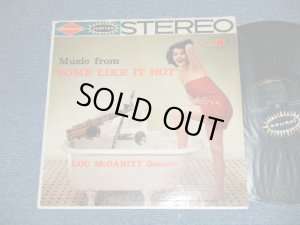 STEREO
Music from
"SOME LIKE IT HOT"
SOLD OUT
LOU McGARITY Quintet